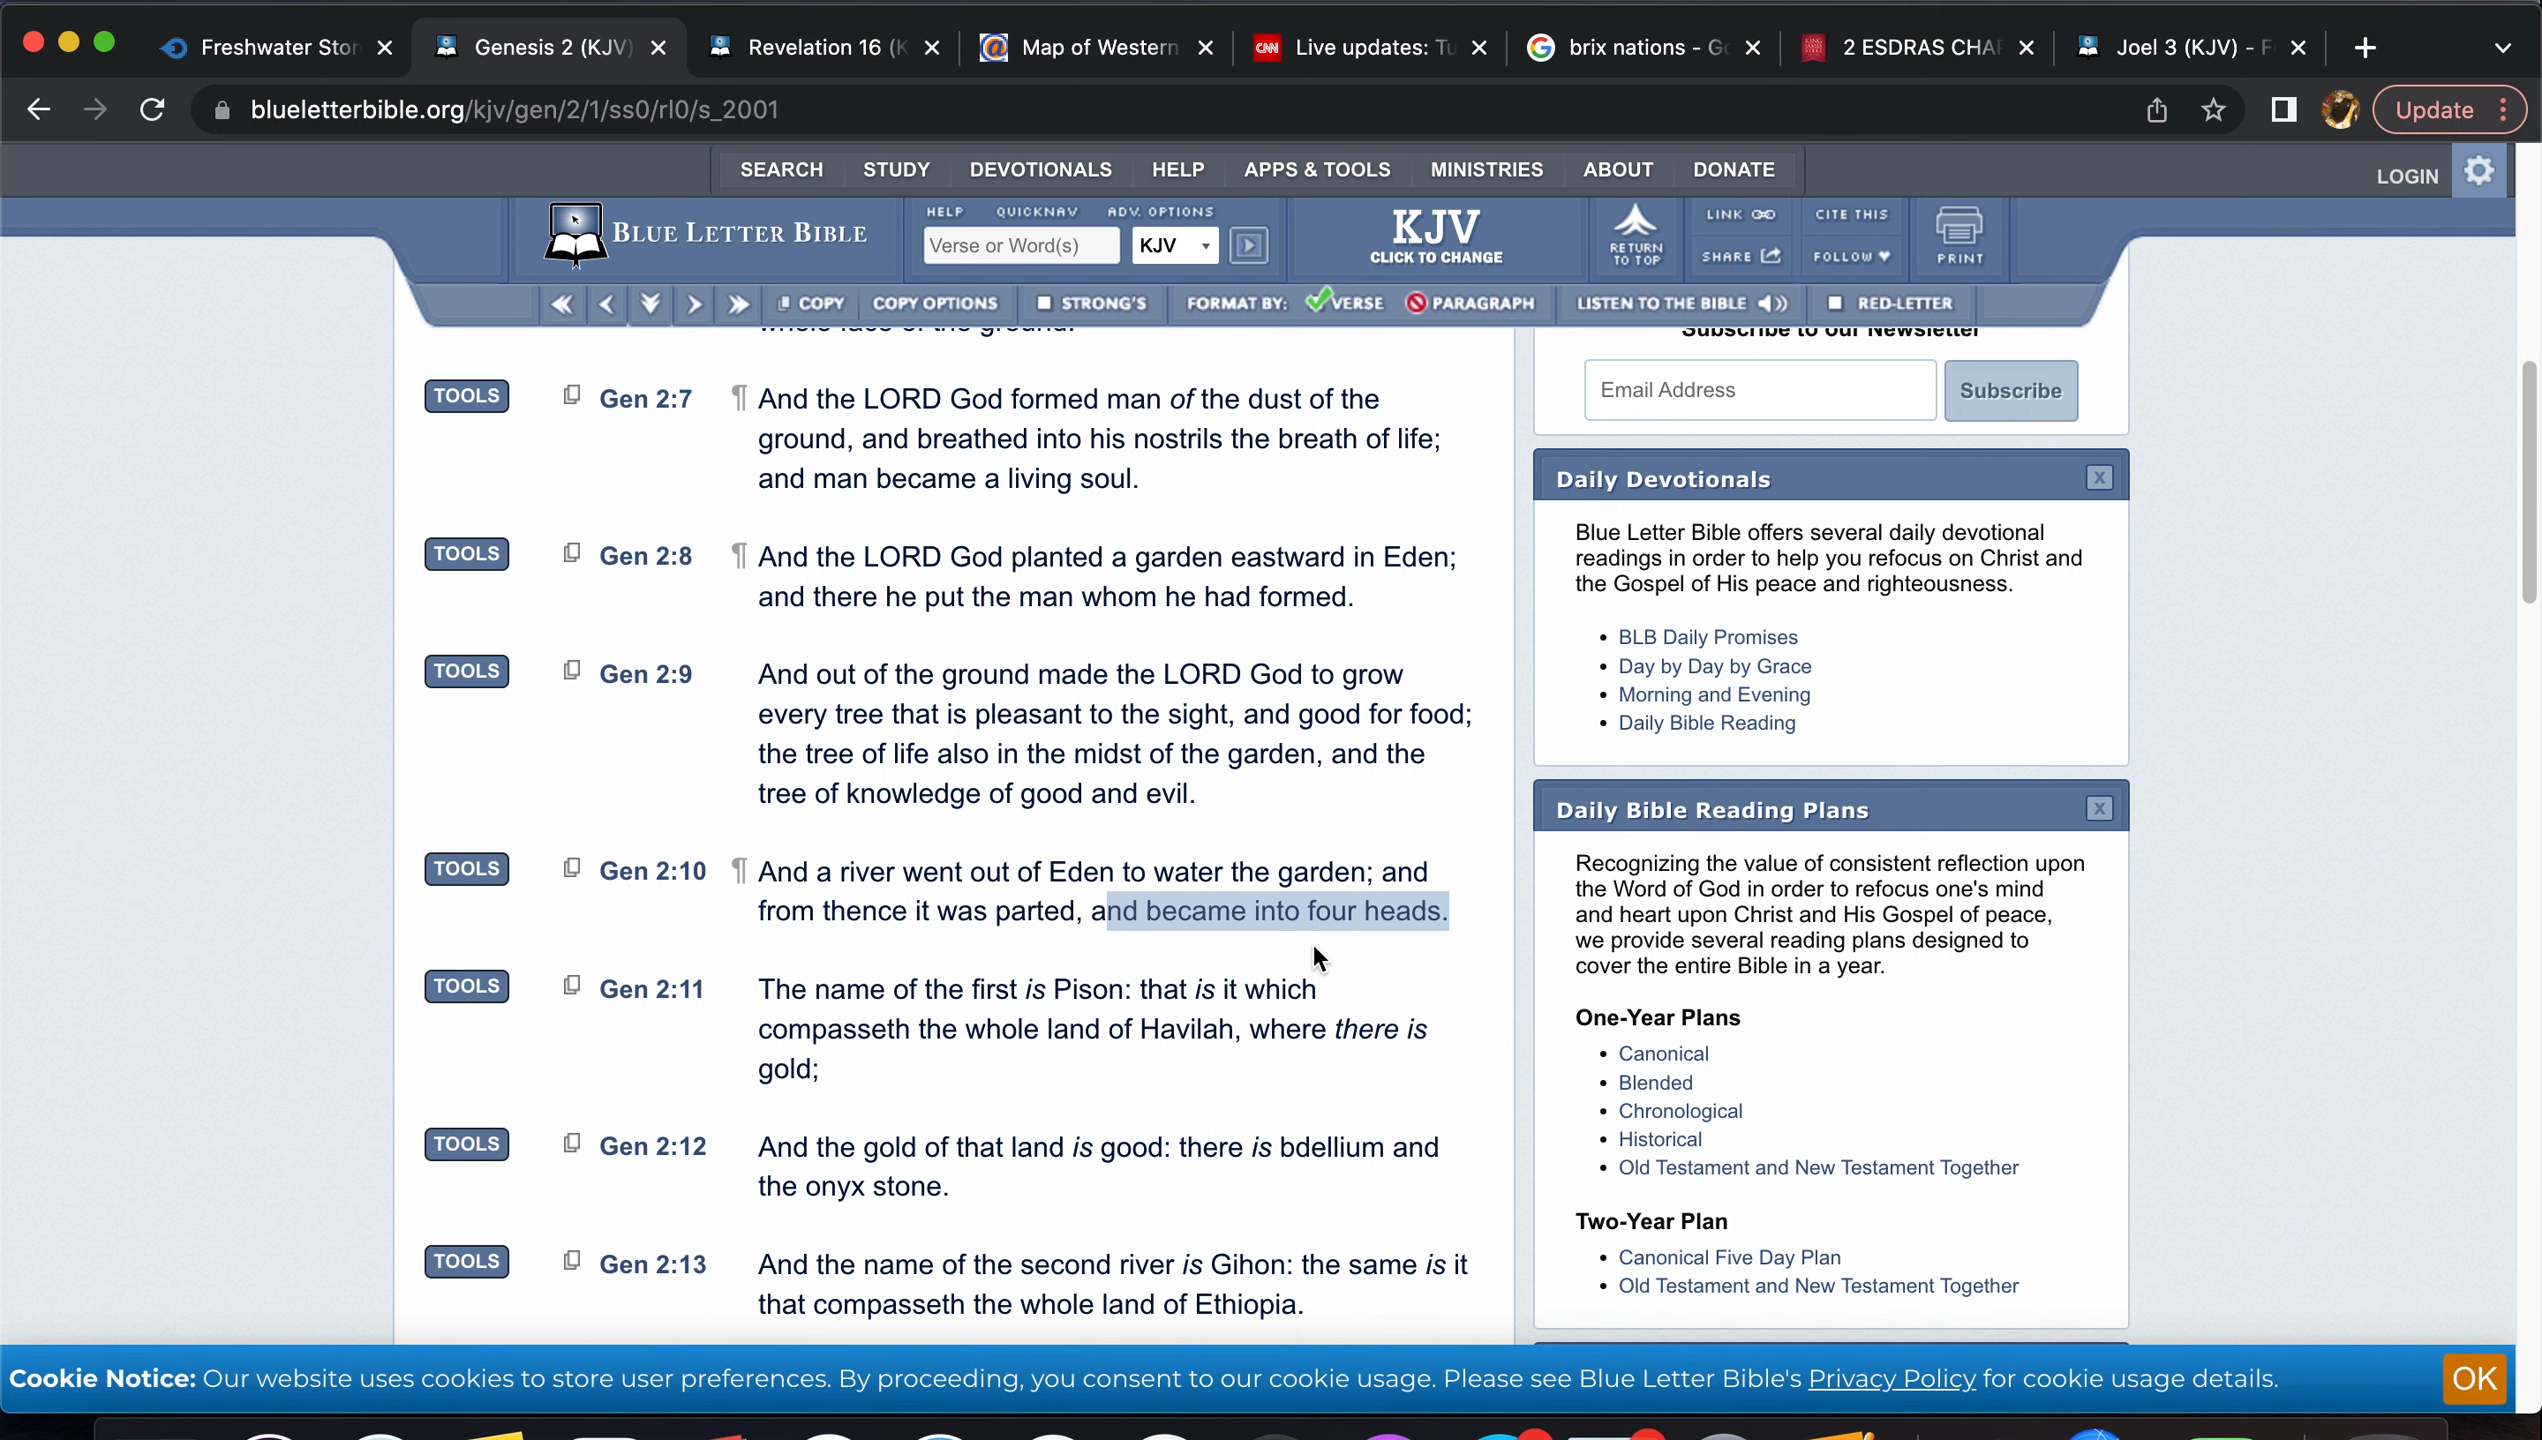 Freshwater Stor
Genesis 2 (KJV)
Revelation 16 (K
Map of Western
CNN Live updates: Tu
brix nations - Go
2 ESDRAS CHA
Joel 3 (KJV) - F
blueletterbible.org/kjv/gen/2/1/ss0/rl0/s_2001
Update
SEARCH STUDY DEVOTIONALS HELP APPS & TOOLS MINISTRIES ABOUT DONATE
LOGIN
BLUE LETTER BIBLE
HELP QUICKNAV ADV. OPTIONS
Verse or Word(s) KJV
KJV
CLICK TO CHANGE
RETURN
TO TOP
LINK CITE THIS
SHARE FOLLOW
PRINT
COPY COPY OPTIONS STRONG'S FORMAT BY: VERSE PARAGRAPH LISTEN TO THE BIBLE RED-LETTER
whole face of the ground.
TOOLS Gen 2:7 ¶ And the LORD God formed man of the dust of the
ground, and breathed into his nostrils the breath of life;
and man became a living soul.
TOOLS Gen 2:8 ¶ And the LORD God planted a garden eastward in Eden;
and there he put the man whom he had formed.
TOOLS Gen 2:9 And out of the ground made the LORD God to grow
every tree that is pleasant to the sight, and good for food;
the tree of life also in the midst of the garden, and the
tree of knowledge of good and evil.
TOOLS Gen 2:10 ¶ And a river went out of Eden to water the garden; and
from thence it was parted, and became into four heads.
TOOLS Gen 2:11 The name of the first is Pison: that is it which
compasseth the whole land of Havilah, where there is
gold;
TOOLS Gen 2:12 And the gold of that land is good: there is bdellium and
the onyx stone.
TOOLS Gen 2:13 And the name of the second river is Gihon: the same is it
that compasseth the whole land of Ethiopia.
Subscribe to our Newsletter
Email Address Subscribe
Daily Devotionals X
Blue Letter Bible offers several daily devotional
readings in order to help you refocus on Christ and
the Gospel of His peace and righteousness.
• BLB Daily Promises
• Day by Day by Grace
• Morning and Evening
• Daily Bible Reading
Daily Bible Reading Plans X
Recognizing the value of consistent reflection upon
the Word of God in order to refocus one's mind
and heart upon Christ and His Gospel of peace,
we provide several reading plans designed to
cover the entire Bible in a year.
One-Year Plans
• Canonical
• Blended
• Chronological
• Historical
• Old Testament and New Testament Together
Two-Year Plan
• Canonical Five Day Plan
• Old Testament and New Testament Together
Cookie Notice: Our website uses cookies to store user preferences. By proceeding, you consent to our cookie usage. Please see Blue Letter Bible's Privacy Policy for cookie usage details.
OK